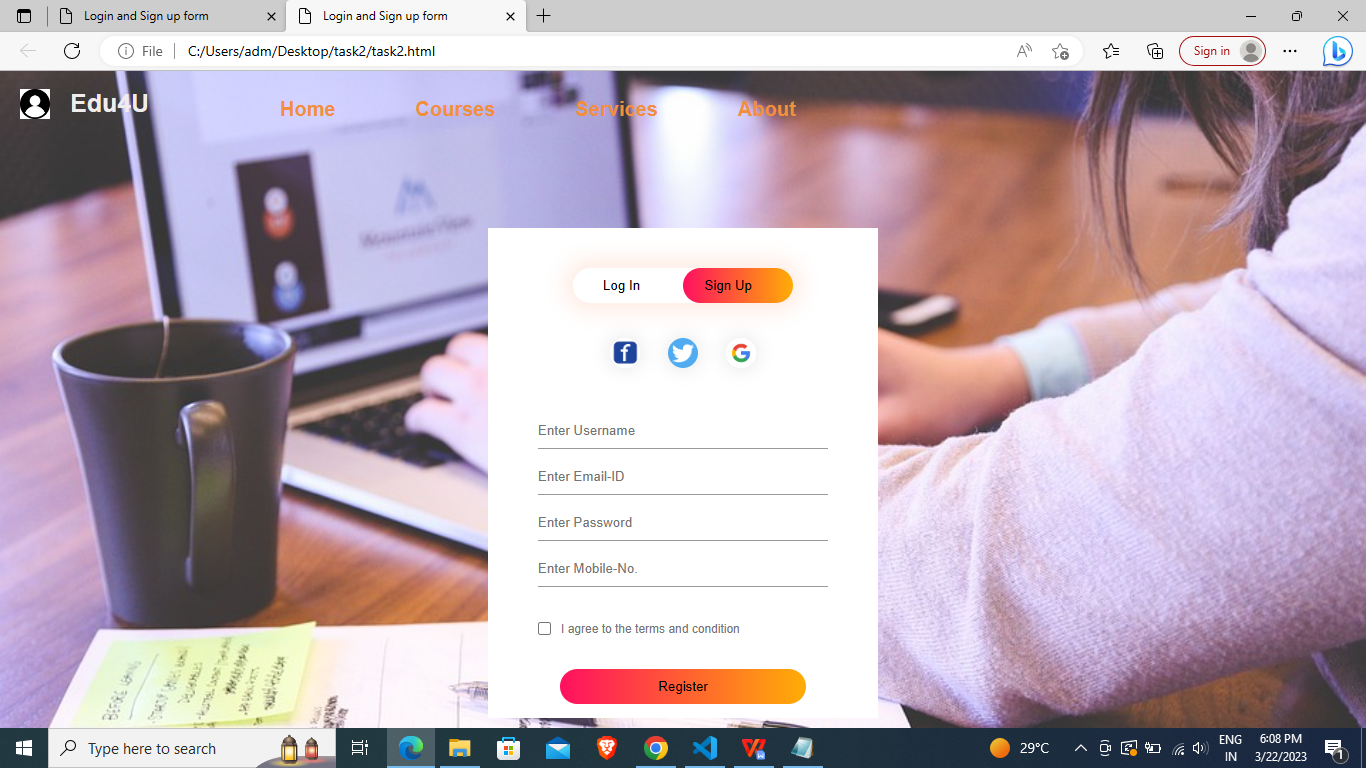 Login and Sign up form
Login and Sign up form
File
C:/Users/adm/Desktop/task2/task2.html
Sign in
Edu4U
Home
Courses
Services
About
Log In
Sign Up
Enter Username
Enter Email-ID
Enter Password
Enter Mobile-No.
I agree to the terms and condition
Register
BEFORE
Type here to search
29°C
ENG
IN
6:08 PM
3/22/2023
1